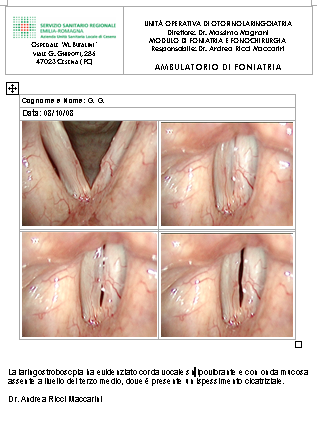 SERVIZIO SANITARIO REGIONALE
EMILIA-ROMAGNA
Azienda Unità Sanitaria Locale di Cesena
OSPEDALE "M. BUFALINI"
VIALE G. GHIROTTI, 286
47023 CESENA (FC)
UNITÀ OPERATIVA DI OTORINOLARINGOIATRIA
Direttore: Dr. Massimo Magnani
MODULO DI FONIATRIA E FONOCHIRURGIA
Responsabile: Dr. Andrea Ricci Maccarini
AMBULATORIO DI FONIATRIA
Cognome e Nome: G. G.
Data: 08/10/08
La laringostroboscopia ha evidenziato corda vocale sn ipovibrante e con onda mucosa
assente a livello del terzo medio, dove è presente un ispessimento cicatriziale.
Dr. Andrea Ricci Maccarini